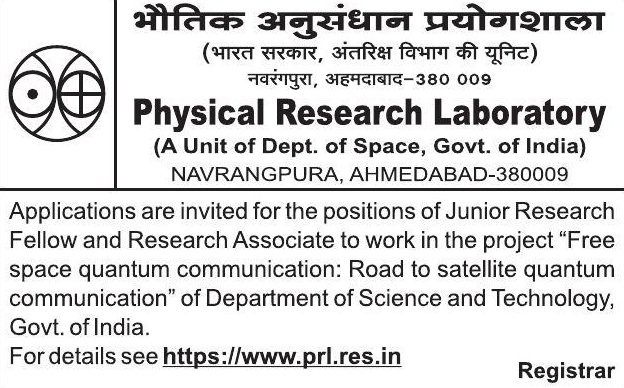 भौतिक अनुसंधान प्रयोगशाला
(भारत सरकार, अंतरिक्ष विभाग की यूनिट)
नवरंगपुरा, अहमदाबाद-380 009
Physical Research Laboratory
(A Unit of Dept. of Space, Govt. of India)
NAVRANGPURA, AHMEDABAD-380009
Applications are invited for the positions of Junior Research
Fellow and Research Associate to work in the project “Free
space quantum communication: Road to satellite quantum
communication” of Department of Science and Technology,
Govt. of India.
For details see https://www.prl.res.in
Registrar